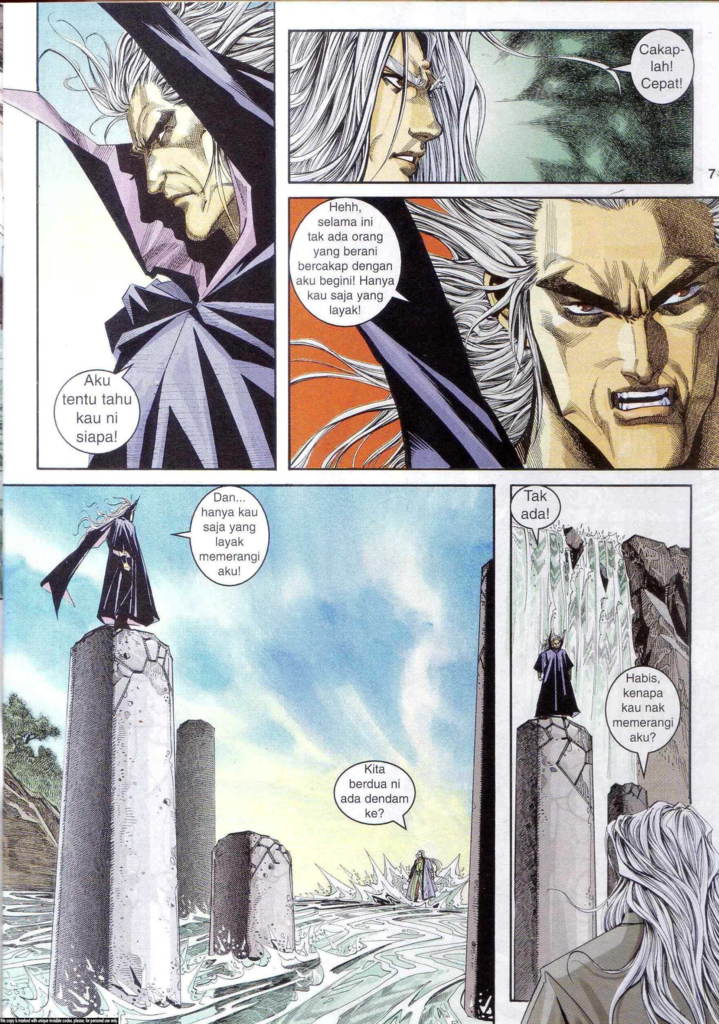 Cakap-
lah!
Cepat!
7
Hehh,
selama ini
tak ada orang
yang berani
bercakap dengan
aku begini! Hanya
kau saja yang
layak!
Aku
tentu tahu
kau ni
siapa!
Dan...
hanya kau
saja yang
layak
memerangi
aku!
Kita
berdua ni
ada dendam
ke?
Tak
ada!
Habis,
kenapa
kau nak
memerangi
aku?